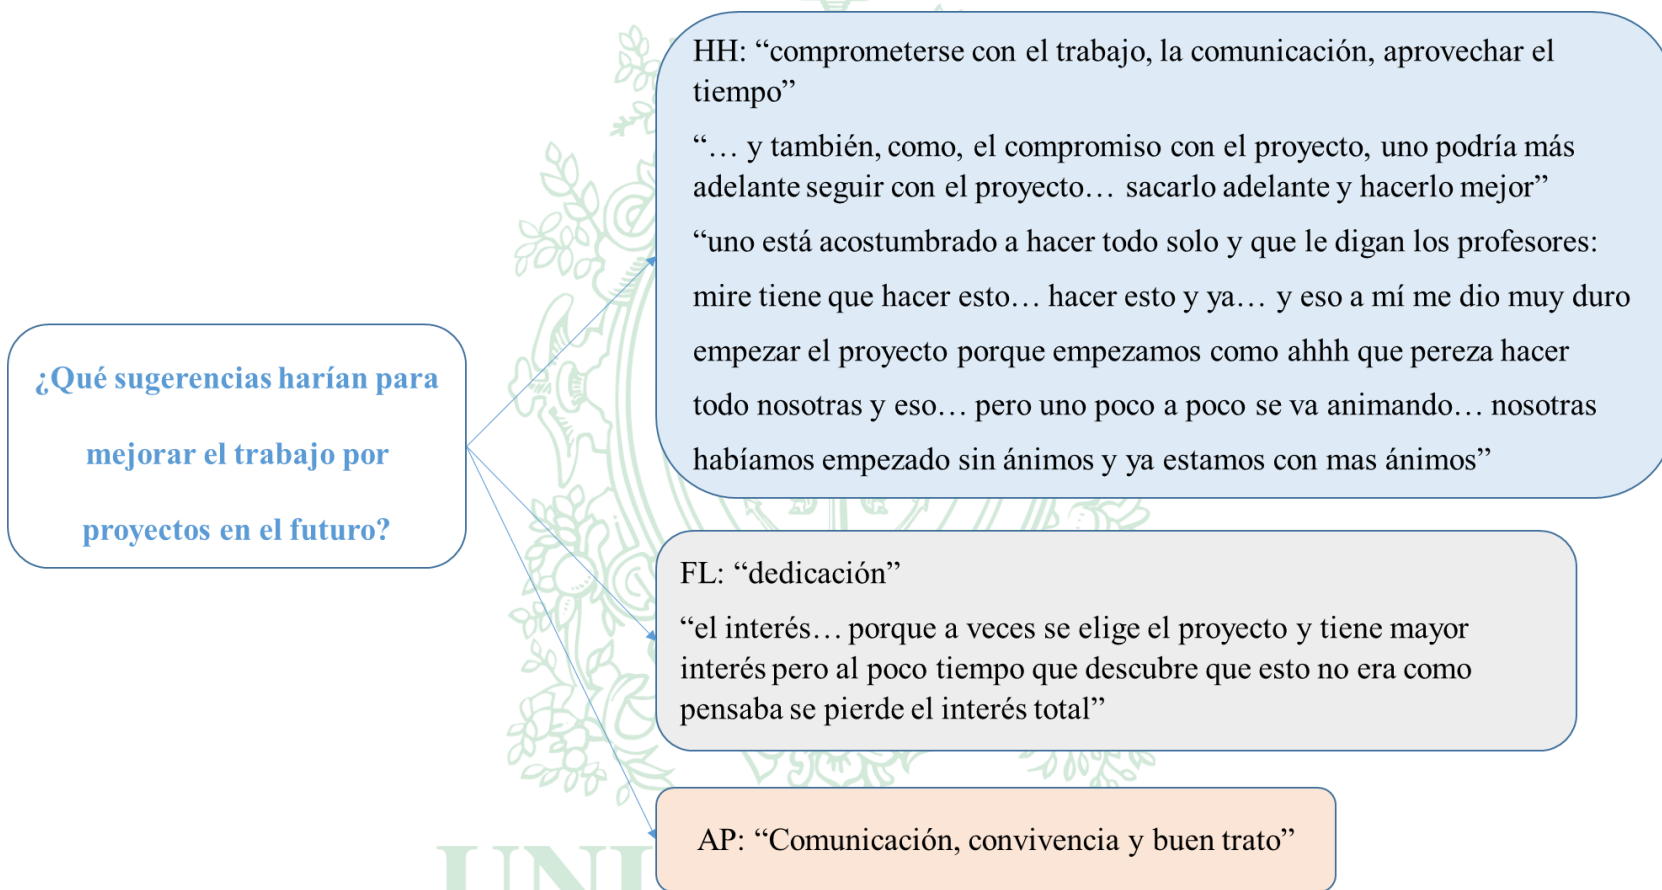 ¿Qué sugerencias harían para
mejorar el trabajo por
proyectos en el futuro?
HH: “comprometerse con el trabajo, la comunicación, aprovechar el
tiempo”
“… y también, como, el compromiso con el proyecto, uno podría más
adelante seguir con el proyecto… sacarlo adelante y hacerlo mejor”
“uno está acostumbrado a hacer todo solo y que le digan los profesores:
mire tiene que hacer esto… hacer esto y ya… y eso a mí me dio muy duro
empezar el proyecto porque empezamos como ahhh que pereza hacer
todo nosotras y eso… pero uno poco a poco se va animando… nosotras
habíamos empezado sin ánimos y ya estamos con mas ánimos”
FL: “dedicación”
“el interés… porque a veces se elige el proyecto y tiene mayor
interés pero al poco tiempo que descubre que esto no era como
pensaba se pierde el interés total”
AP: “Comunicación, convivencia y buen trato”